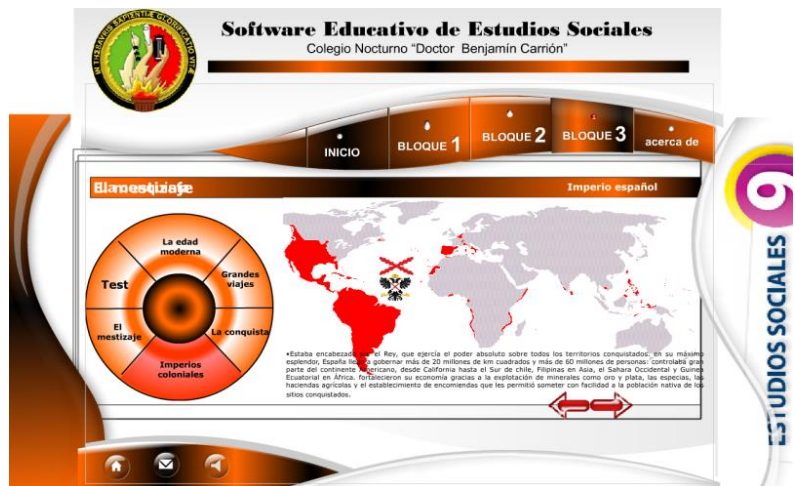 Software Educativo de Estudios Sociales
Colegio Nocturno "Doctor Benjamín Carrión"
INICIO
BLOQUE 1
BLOQUE 2
BLOQUE 3
acerca de
El mestizaje
Imperio español
La edad
moderna
Grandes
viajes
La conquista
Imperios
coloniales
El
mestizaje
Test
•Estaba encabezada por el Rey, que ejercía el poder absoluto sobre todos los territorios conquistados. en su máximo
esplendor, España llegó a gobernar más de 20 millones de km cuadrados y más de 60 millones de personas: controlaba gran
parte del continente Americano, desde California hasta el Sur de chile, Filipinas en Asia, el Sahara Occidental y Guinea
Ecuatorial en África. fortalecieron su economía gracias a la explotación de minerales como oro y plata, las especias, las
haciendas agrícolas y el establecimiento de encomiendas que les permitió someter con facilidad a la población nativa de los
sitios conquistados.
ESTUDIOS SOCIALES 9